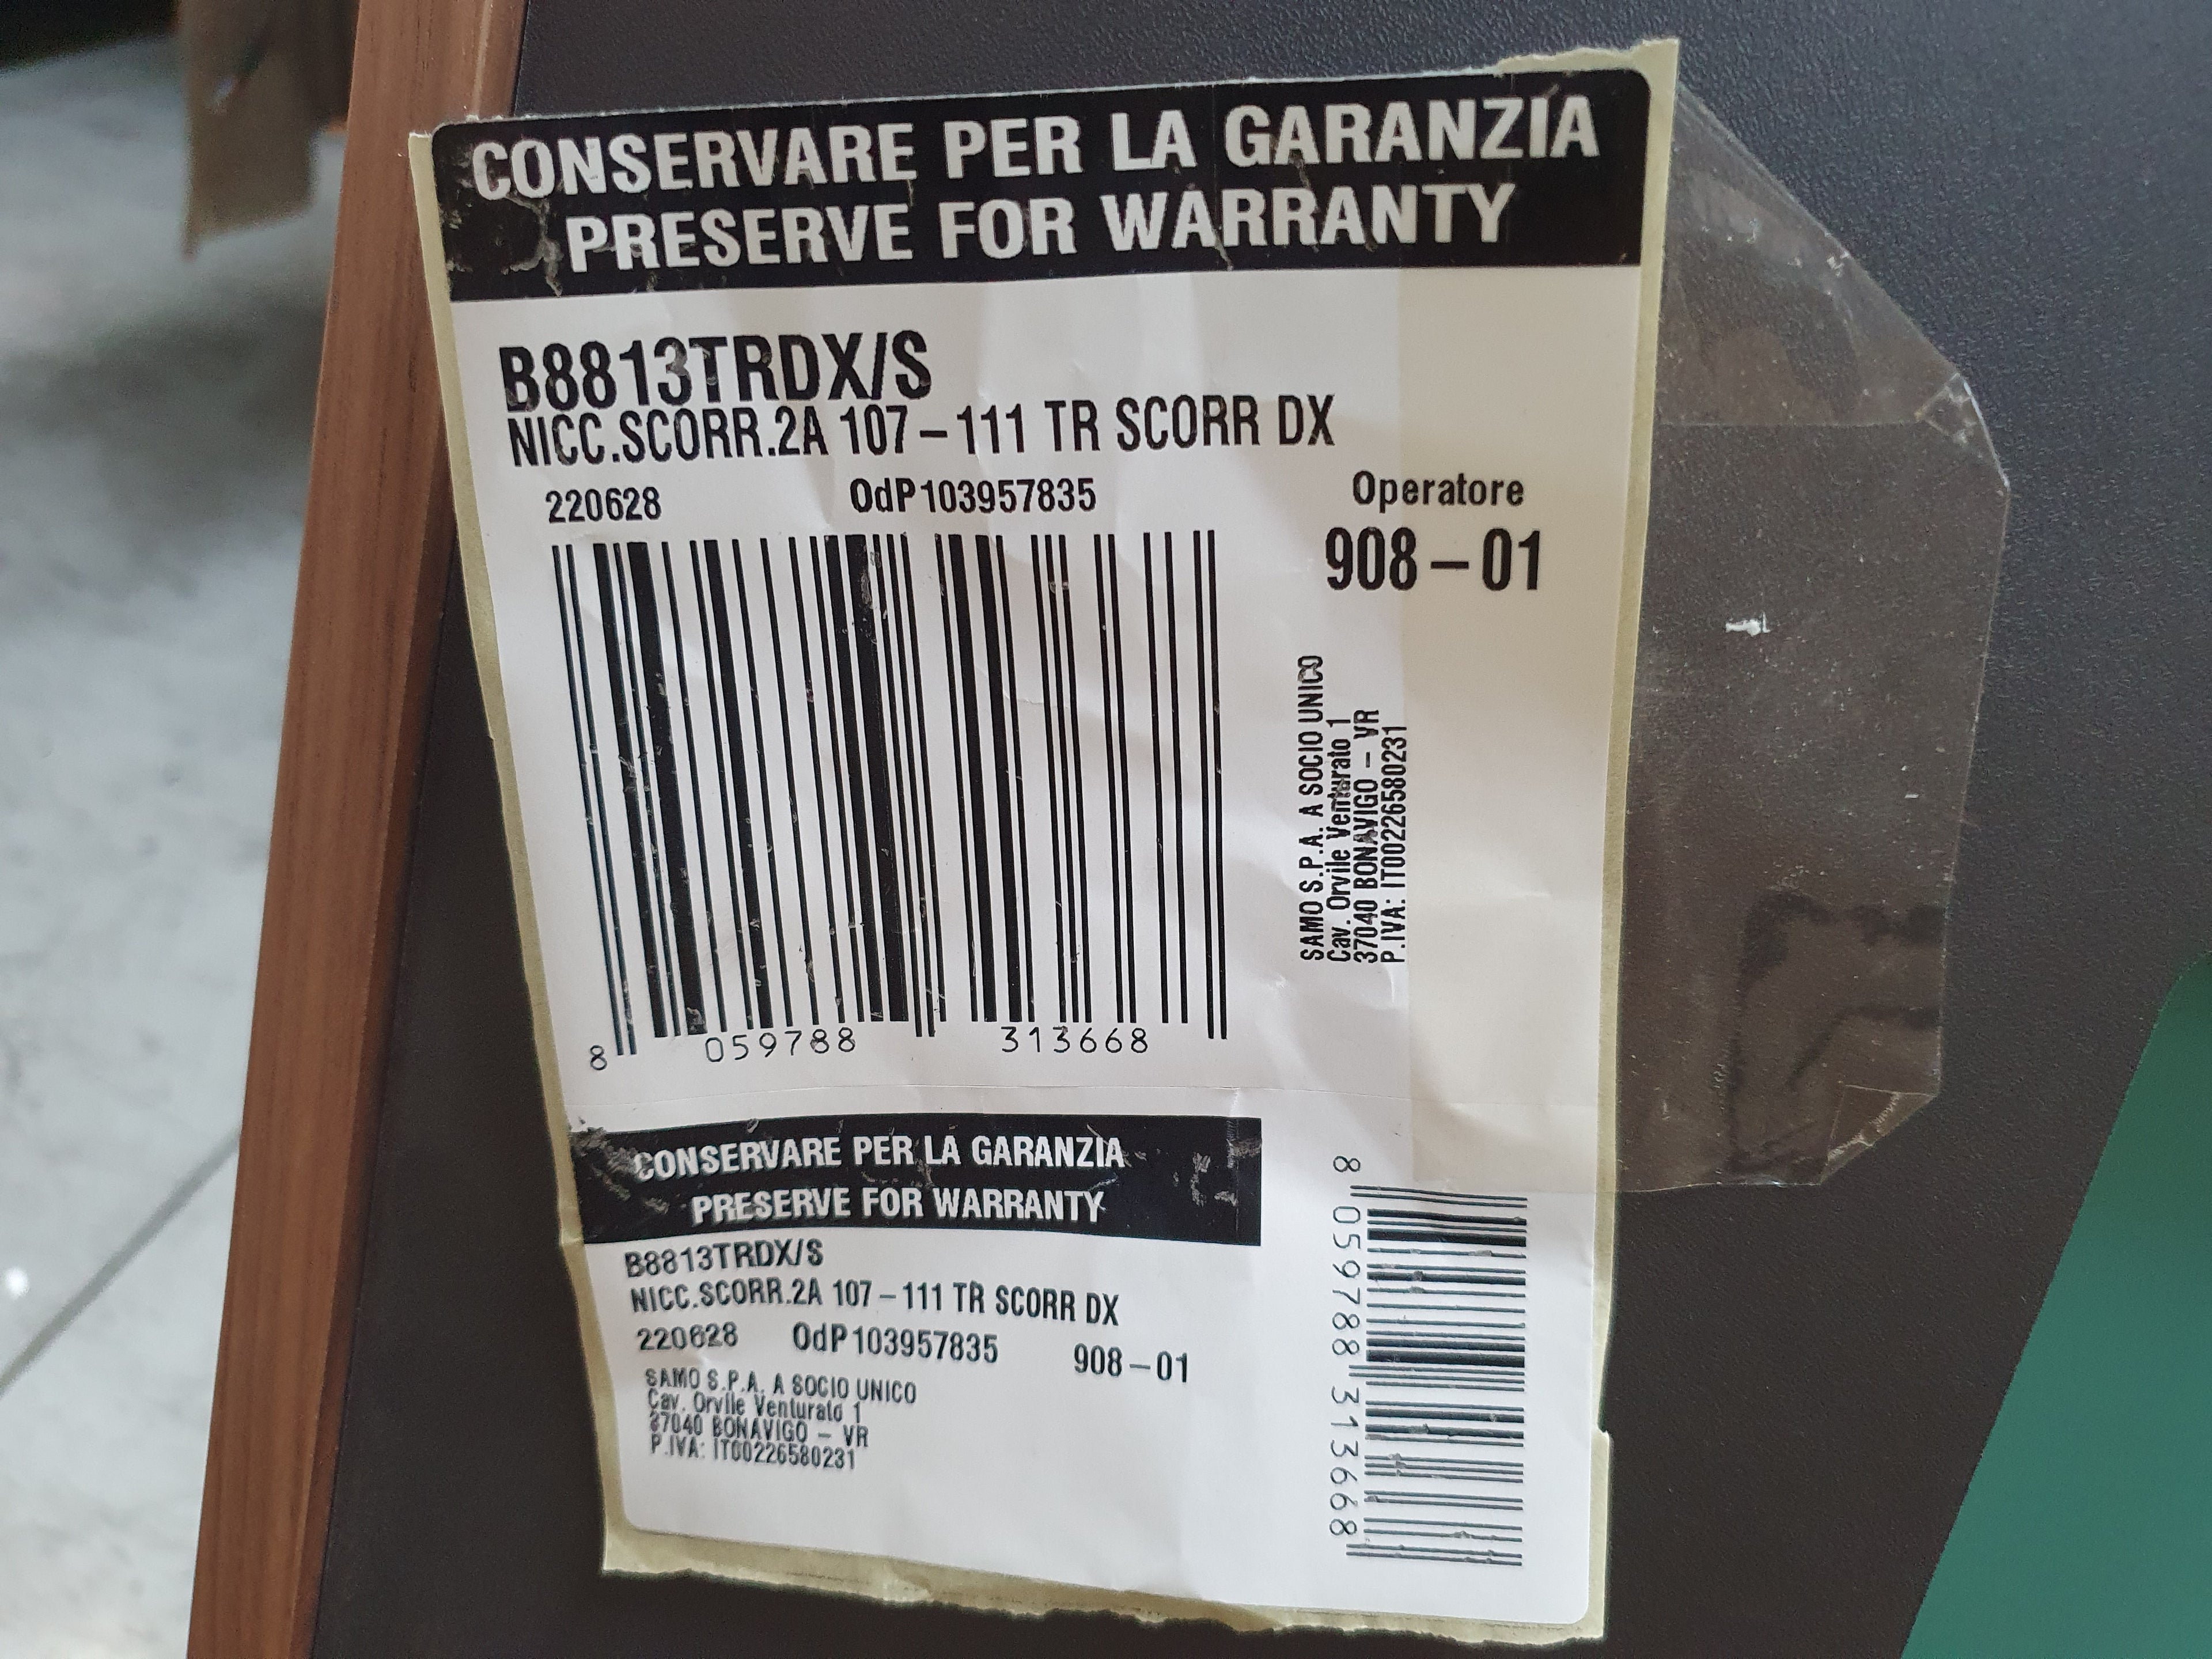 CONSERVARE PER LA GARANZIA
PRESERVE FOR WARRANTY
B8813TRDX/S
NICC.SCORR.2A 107-111 TR SCORR DX
220628 OdP103957835 Operatore
908-01
SAMO S.P.A. A SOCIO UNICO
Cav. Orvile Venturato 1
37040 BONAVIGO - VR
P.IVA: IT00226580231
8 059788 313668
CONSERVARE PER LA GARANZIA
PRESERVE FOR WARRANTY
B8813TRDX/S
NICC.SCORR.2A 107-111 TR SCORR DX
220628 OdP103957835 908-01
SAMO S.P.A. A SOCIO UNICO
Cav. Orvile Venturato 1
37040 BONAVIGO - VR
P.IVA: IT00226580231
8 059788 313668